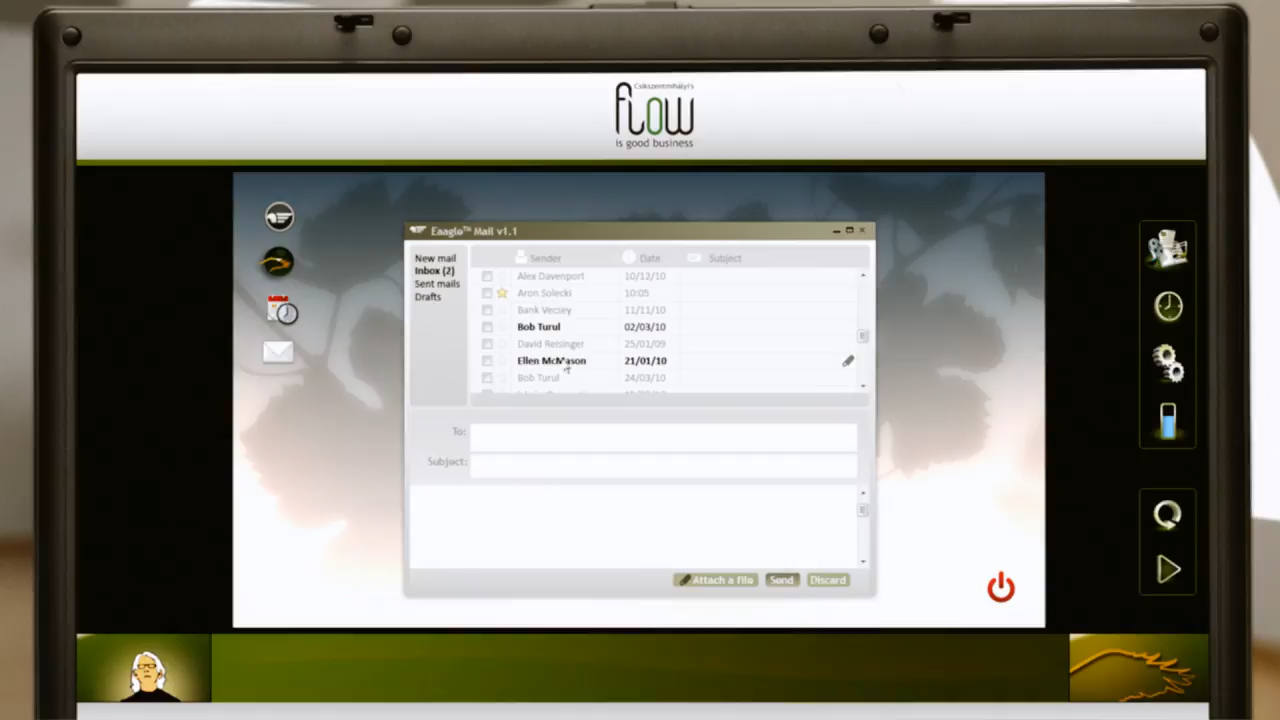 Csikszentmihalyi's
flow
is good business
Eaaglo™ Mail v1.1
New mail
Inbox (2)
Sent mails
Drafts
Sender Date Subject
Alex Davenport 10/12/10
Aron Solecki 10:05
Bank Vecsey 11/11/10
Bob Turul 02/03/10
David Reisinger 25/01/09
Ellen McMason 21/01/10
Bob Turul 24/03/10
To:
Subject:
Attach a file Send Discard